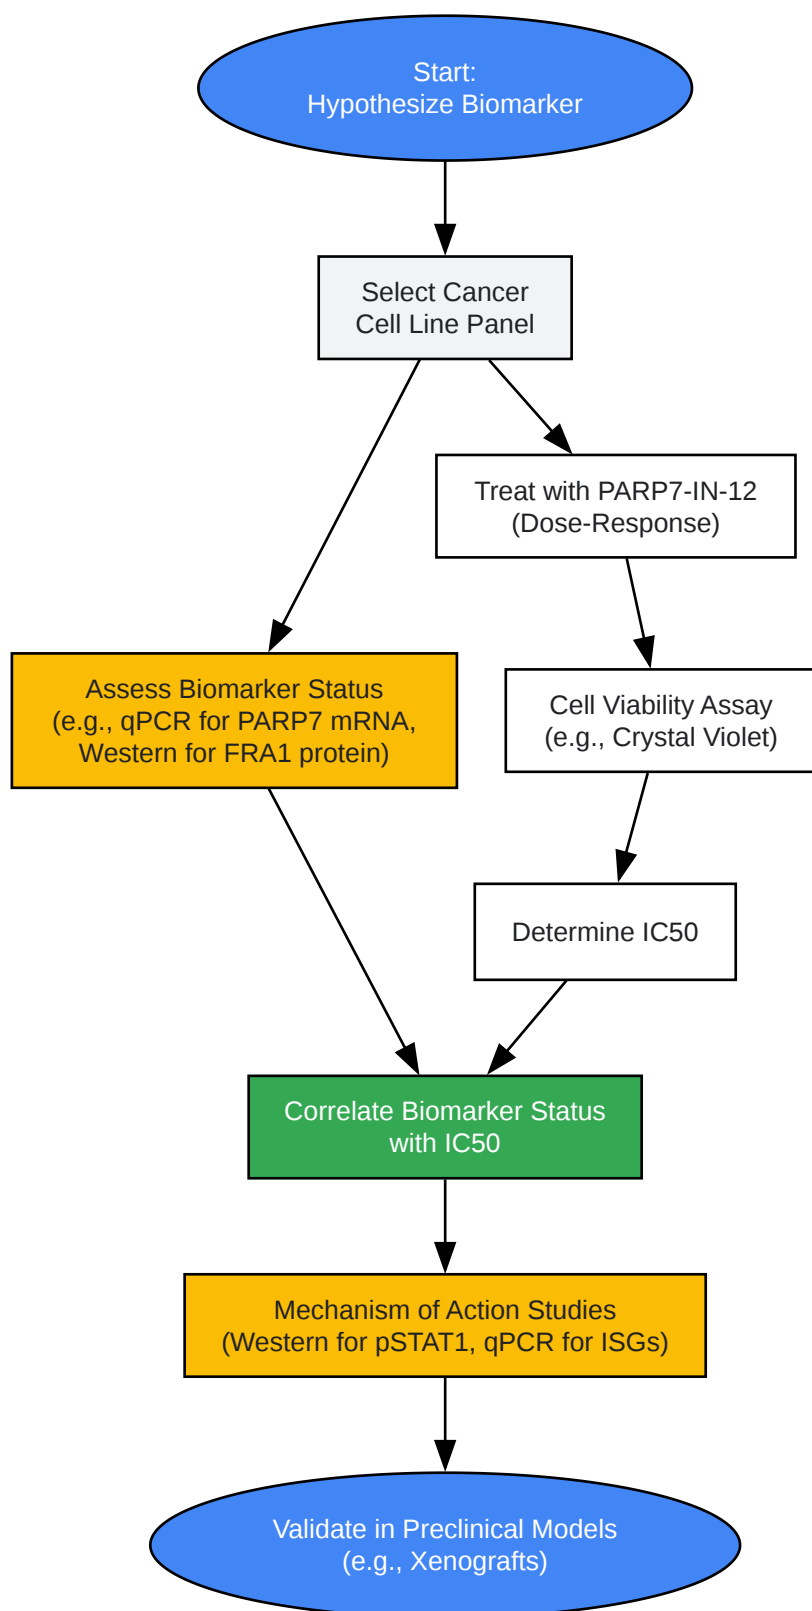 Start:
Hypothesize Biomarker
Select Cancer
Cell Line Panel
Treat with PARP7-IN-12
(Dose-Response)
Assess Biomarker Status
(e.g., qPCR for PARP7 mRNA,
Western for FRA1 protein)
Cell Viability Assay
(e.g., Crystal Violet)
Determine IC50
Correlate Biomarker Status
with IC50
Mechanism of Action Studies
(Western for pSTAT1, qPCR for ISGs)
Validate in Preclinical Models
(e.g., Xenografts)